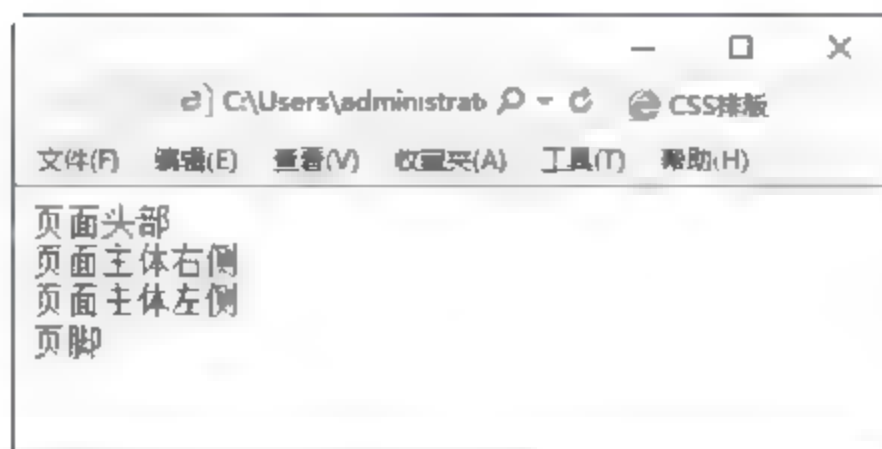 C:\Users\administrat CSS排版
文件(F) 编辑(E) 查看(V) 收藏夹(A) 工具(T) 帮助(H)
页面头部
页面主体右侧
页面主体左侧
页脚